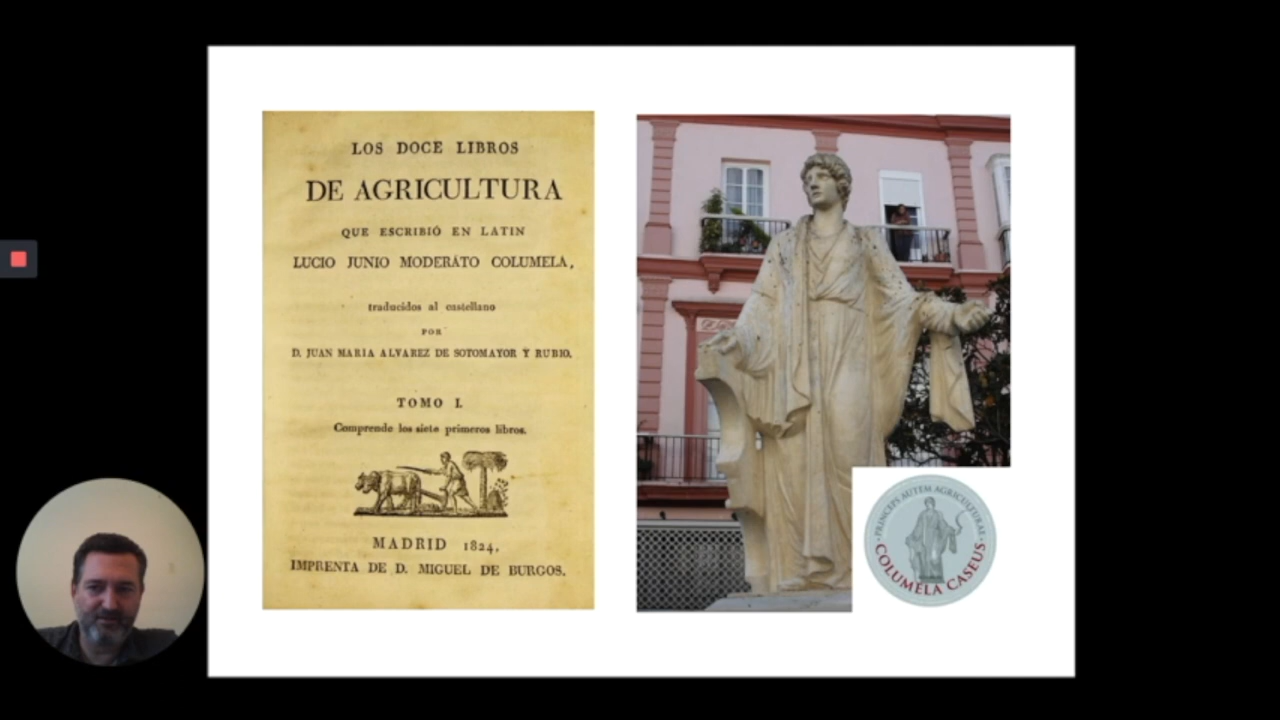 LOS DOCE LIBROS
DE AGRICULTURA
QUE ESCRIBIÓ EN LATIN
LUCIO JUNIO MODERATO COLUMELA,
traducidos al castellano
POR
D. JUAN MARIA ALVAREZ DE SOTOMAYOR Y RUBIO.
TOMO I.
Comprende los siete primeros libros.
MADRID 1824,
IMPRENTA DE D. MIGUEL DE BURGOS.
· PRINCEPS AUTEM AGRICULTURAE ·
COLUMELA CASEUS